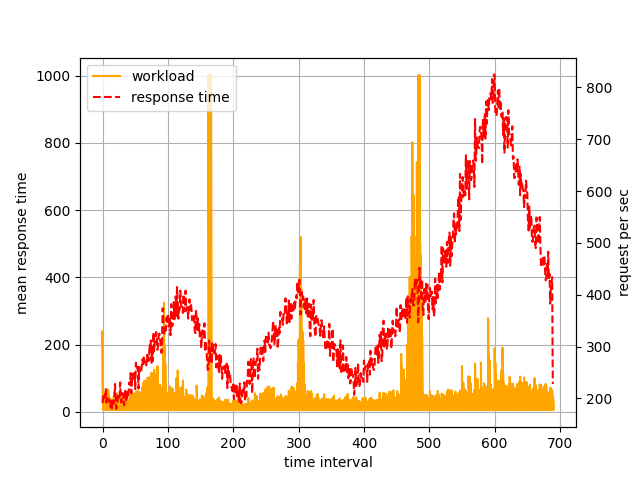 workload
response time
1000
800
600
400
200
0
mean response time
800
700
600
500
400
300
200
request per sec
0 100 200 300 400 500 600 700
time interval